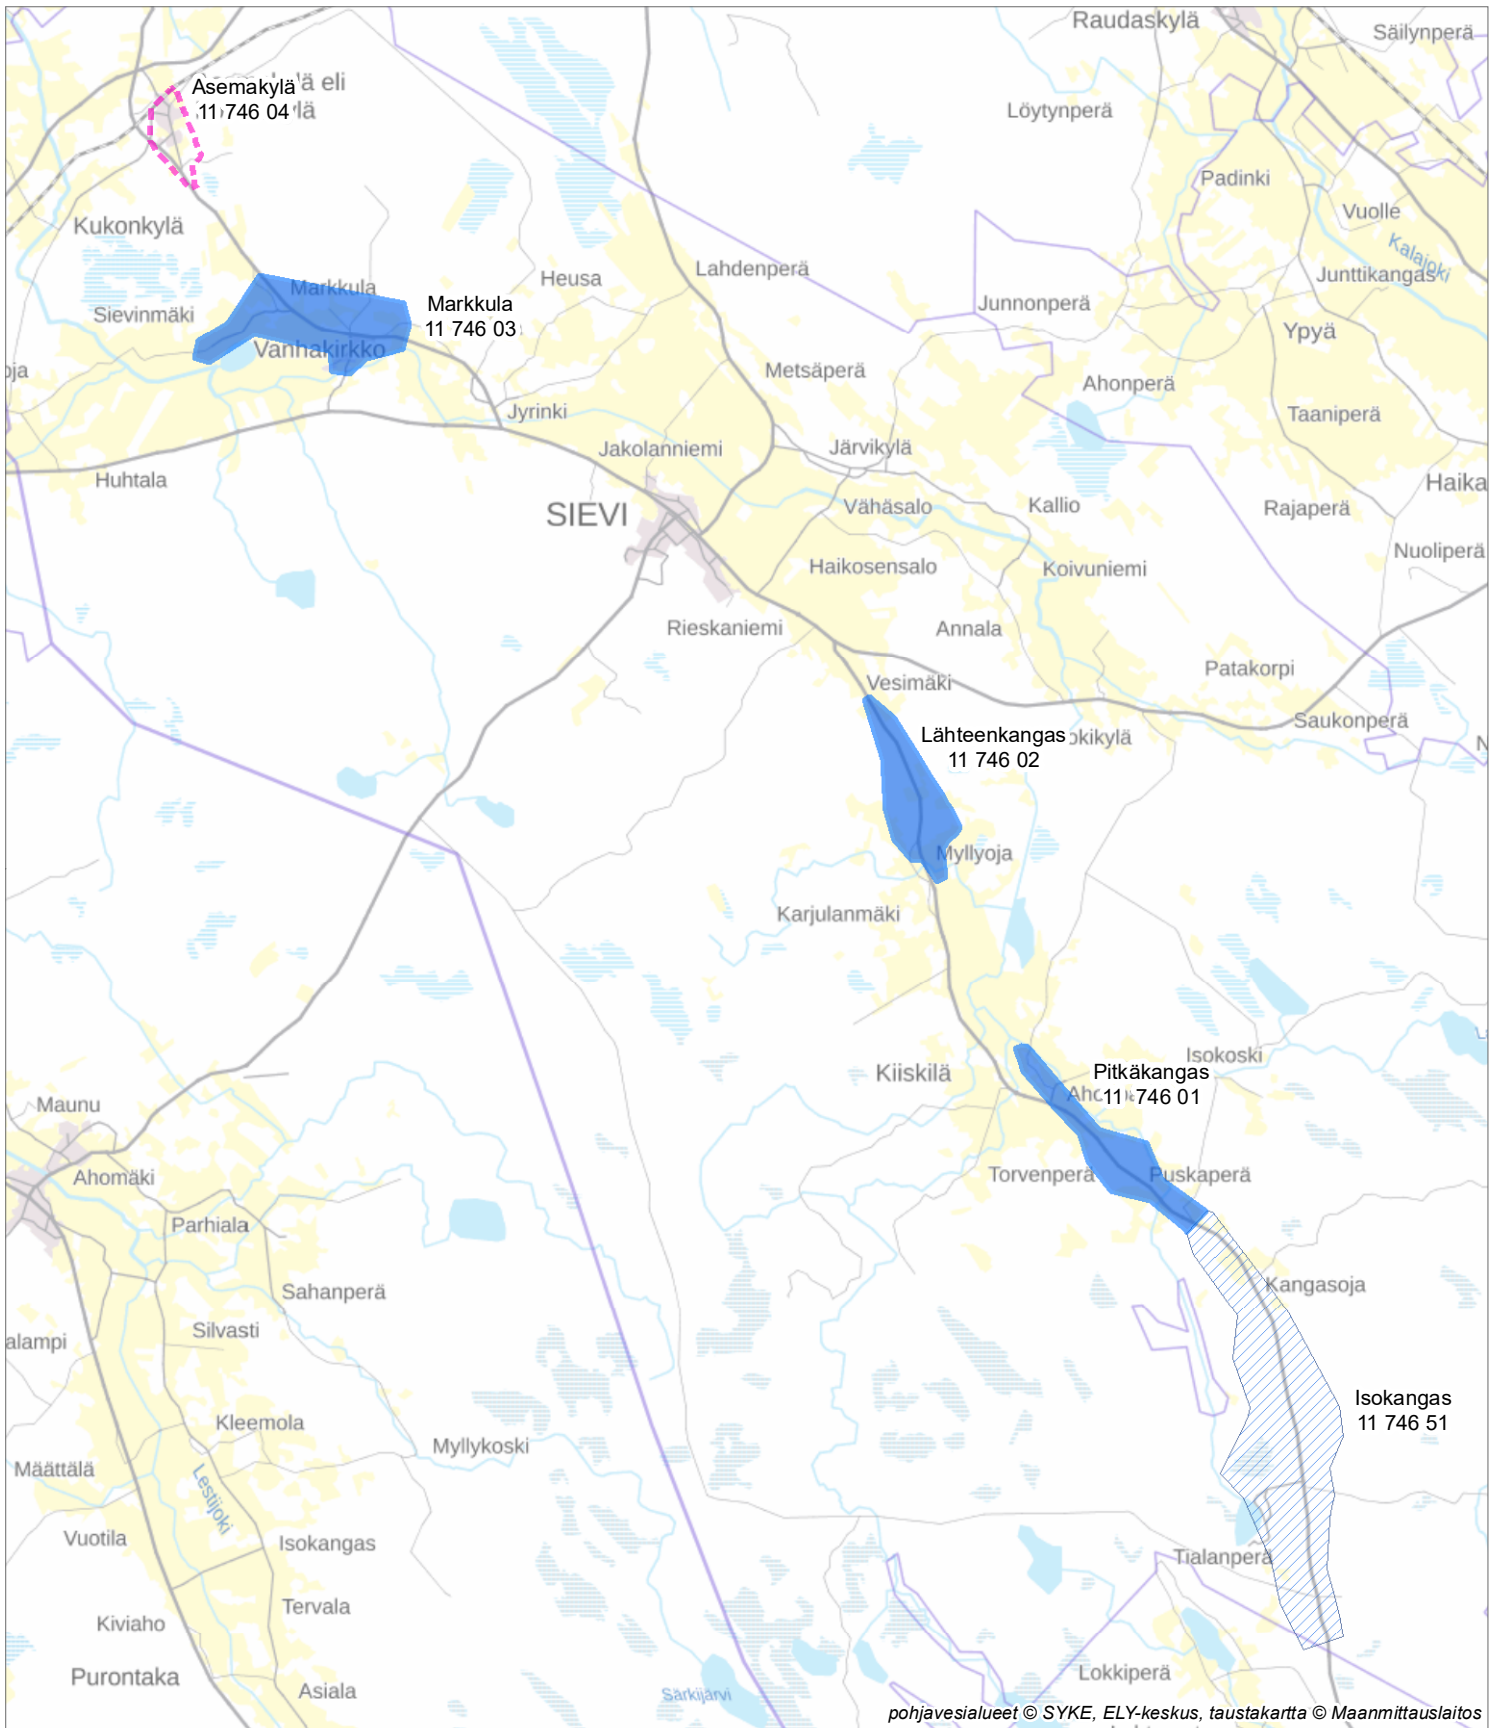 Raudaskylä
Säilynperä
Asemakylä
11 746 04
eli
Löytynperä
Padinki
Vuolle
Kukonkylä
Kalajoki
Lahdenperä
Heusa
Junttikangas
Markkula
Markkula
11 746 03
Junnonperä
Sievinmäki
Ypyä
Vanhakirkko
Metsäperä
oja
Ahonperä
Jyrinki
Taaniperä
Jakolanniemi
Järvikylä
Huhtala
Haika
SIEVI
Vähäsalo
Kallio
Rajaperä
Nuoliperä
Haikosensalo
Koivuniemi
Rieskaniemi
Annala
Patakorpi
Vesimäki
Saukonperä
Lähteenkangas
11 746 02
okikylä
N
Myllyoja
Karjulanmäki
Isokoski
Kiiskilä
Pitkäkangas
11 746 01
Maunu
Ahomäki
Torvenperä
Puskaperä
Parhiala
Kangasoja
Sahanperä
Silvasti
alampi
Isokangas
11 746 51
Kleemola
Myllykoski
Määttälä
Lestijoki
Vuotila
Isokangas
Tialanperä
Tervala
Kiviaho
Purontaka
Lokkiperä
Asiala
Särkijärvi
pohjavesialueet © SYKE, ELY-keskus, taustakartta © Maanmittauslaitos